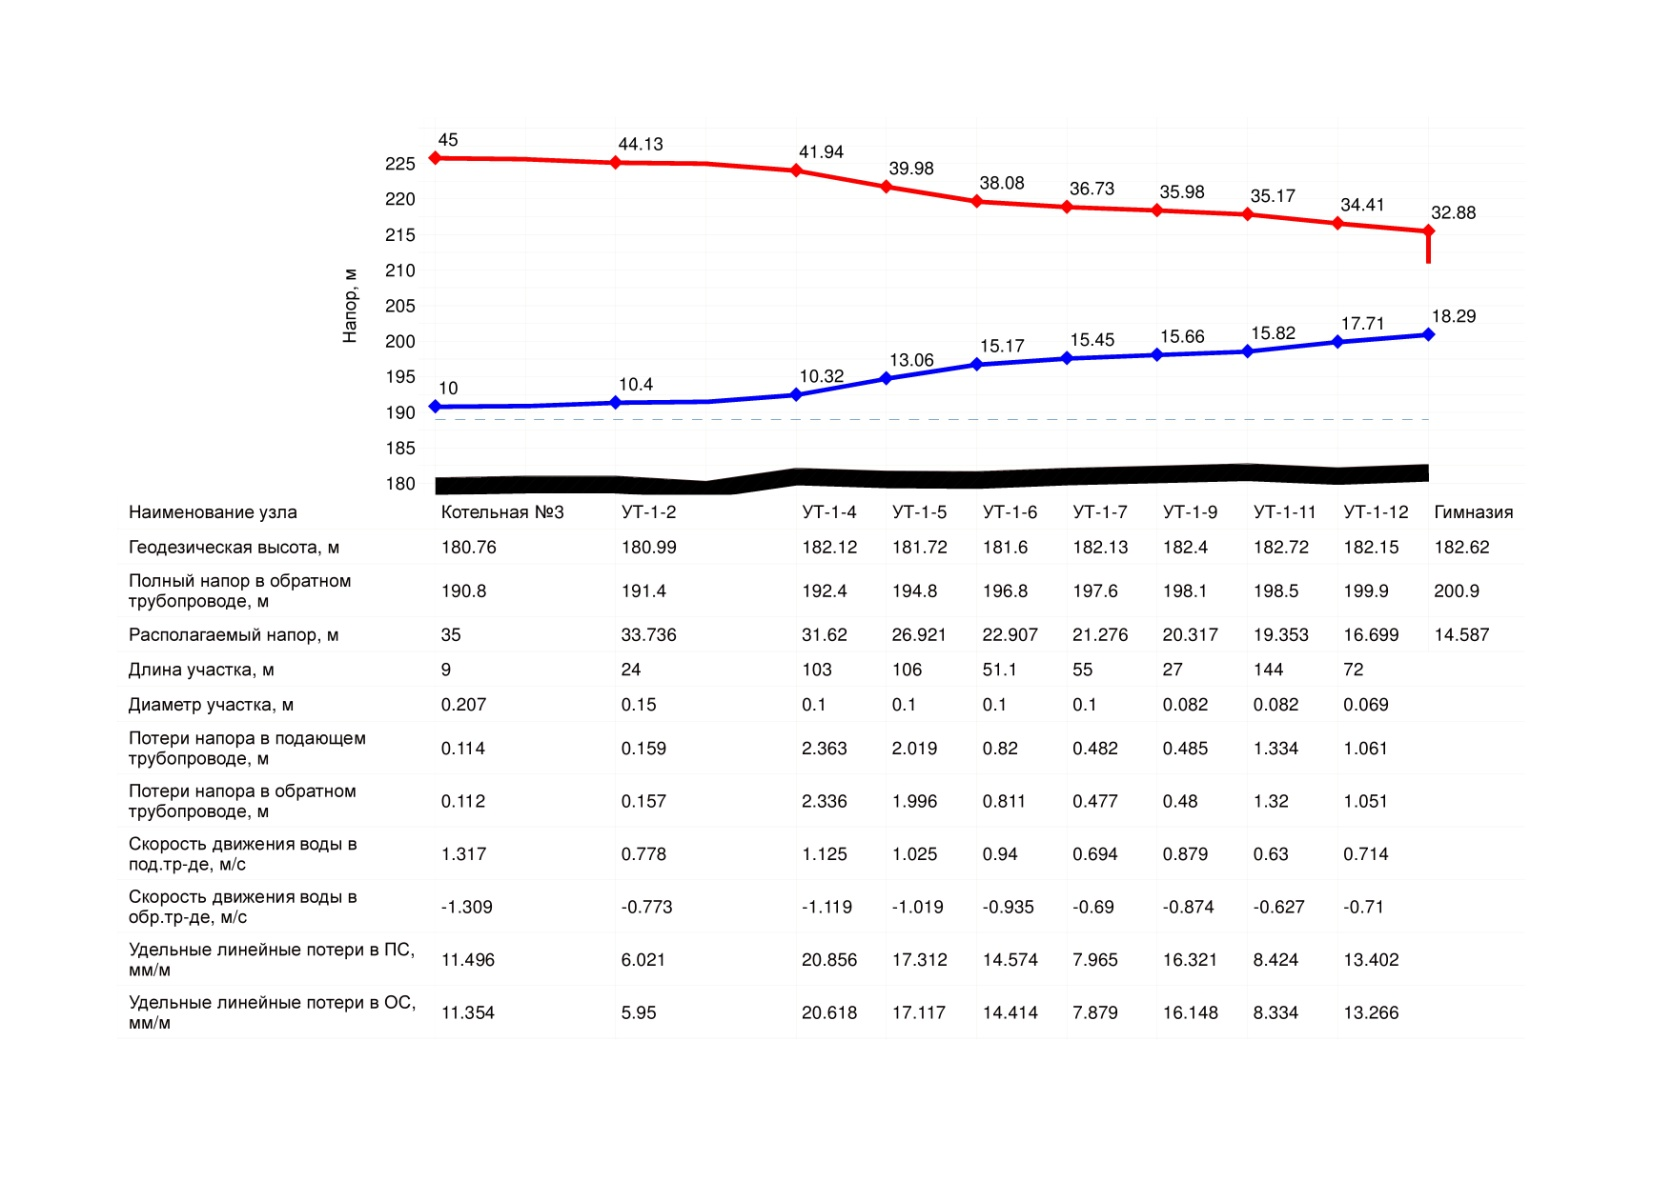 45
44.13
41.94
39.98
38.08
36.73
35.98
35.17
34.41
32.88
225
220
215
210
205
200
195
190
185
180
Напор, м
10
10.4
10.32
13.06
15.17
15.45
15.66
15.82
17.71
18.29
Наименование узла Котельная №3 УТ-1-2 УТ-1-4 УТ-1-5 УТ-1-6 УТ-1-7 УТ-1-9 УТ-1-11 УТ-1-12 Гимназия
Геодезическая высота, м 180.76 180.99 182.12 181.72 181.6 182.13 182.4 182.72 182.15 182.62
Полный напор в обратном
трубопроводе, м 190.8 191.4 192.4 194.8 196.8 197.6 198.1 198.5 199.9 200.9
Располагаемый напор, м 35 33.736 31.62 26.921 22.907 21.276 20.317 19.353 16.699 14.587
Длина участка, м 9 24 103 106 51.1 55 27 144 72
Диаметр участка, м 0.207 0.15 0.1 0.1 0.1 0.1 0.082 0.082 0.069
Потери напора в подающем
трубопроводе, м 0.114 0.159 2.363 2.019 0.82 0.482 0.485 1.334 1.061
Потери напора в обратном
трубопроводе, м 0.112 0.157 2.336 1.996 0.811 0.477 0.48 1.32 1.051
Скорость движения воды в
под.тр-де, м/с 1.317 0.778 1.125 1.025 0.94 0.694 0.879 0.63 0.714
Скорость движения воды в
обр.тр-де, м/с -1.309 -0.773 -1.119 -1.019 -0.935 -0.69 -0.874 -0.627 -0.71
Удельные линейные потери в ПС,
мм/м 11.496 6.021 20.856 17.312 14.574 7.965 16.321 8.424 13.402
Удельные линейные потери в ОС,
мм/м 11.354 5.95 20.618 17.117 14.414 7.879 16.148 8.334 13.266